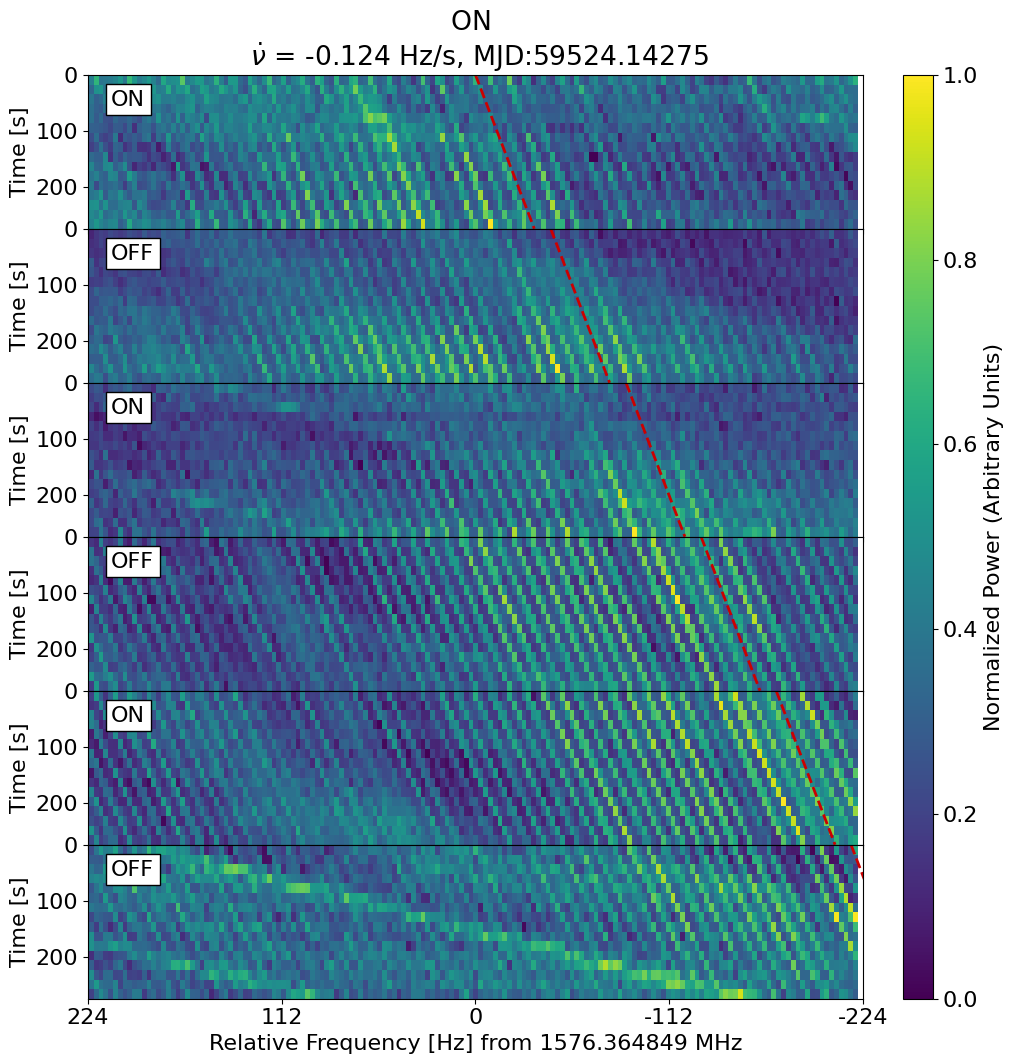 ON
ν̇ = -0.124 Hz/s, MJD:59524.14275
0
ON
100
Time [s]
200
0
OFF
100
Time [s]
200
0
ON
100
Time [s]
200
0
OFF
100
Time [s]
200
0
ON
100
Time [s]
200
0
OFF
100
Time [s]
200
224 112 0 -112 -224
Relative Frequency [Hz] from 1576.364849 MHz
1.0
0.8
0.6
0.4
0.2
0.0
Normalized Power (Arbitrary Units)